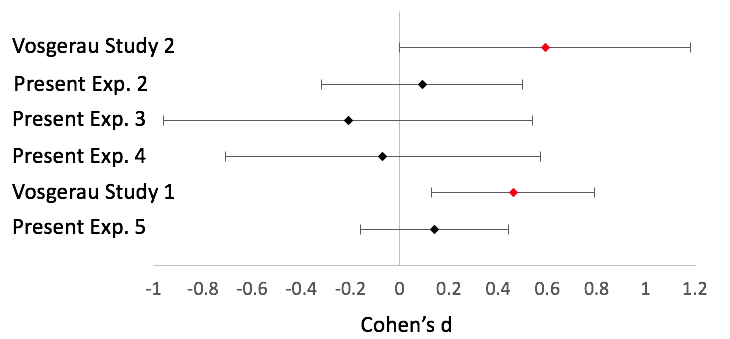 Vosgerau Study 2
Present Exp. 2
Present Exp. 3
Present Exp. 4
Vosgerau Study 1
Present Exp. 5
-1 -0.8 -0.6 -0.4 -0.2 0 0.2 0.4 0.6 0.8 1 1.2
Cohen’s d